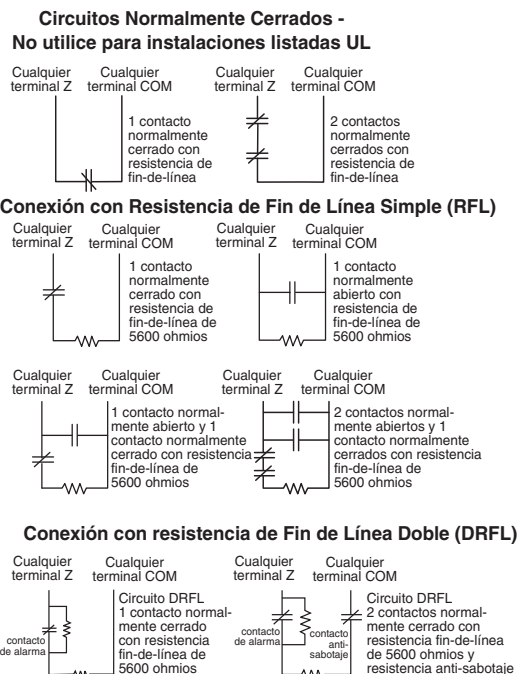 Circuitos Normalmente Cerrados -
No utilice para instalaciones listadas UL
Cualquier
terminal Z
Cualquier
terminal COM
1 contacto
normalmente
cerrado con
resistencia de
fin-de-línea
Cualquier
terminal Z
Cualquier
terminal COM
2 contactos
normalmente
cerrados con
resistencia de
fin-de-línea
Conexión con Resistencia de Fin de Línea Simple (RFL)
Cualquier
terminal Z
Cualquier
terminal COM
1 contacto
normalmente
cerrado con
resistencia de
fin-de-línea de
5600 ohmios
Cualquier
terminal Z
Cualquier
terminal COM
1 contacto
normalmente
abierto con
resistencia de
fin-de-línea de
5600 ohmios
Cualquier
terminal Z
Cualquier
terminal COM
1 contacto normal-
mente abierto y 1
contacto normalmente
cerrado con resistencia
fin-de-línea de
5600 ohmios
Cualquier
terminal Z
Cualquier
terminal COM
2 contactos normal-
mente abiertos y 1
contacto normalmente
cerrados con resistencia
fin-de-línea de
5600 ohmios
Conexión con resistencia de Fin de Línea Doble (DRFL)
Cualquier
terminal Z
Cualquier
terminal COM
contacto
de alarma
Circuito DRFL
1 contacto normal-
mente cerrado
con resistencia
fin-de-línea de
5600 ohmios
Cualquier
terminal Z
Cualquier
terminal COM
contacto
de alarma
contacto
anti-
sabotaje
Circuito DRFL
2 contactos normal-
mente cerrado con
resistencia fin-de-línea
de 5600 ohmios y
resistencia anti-sabotaje